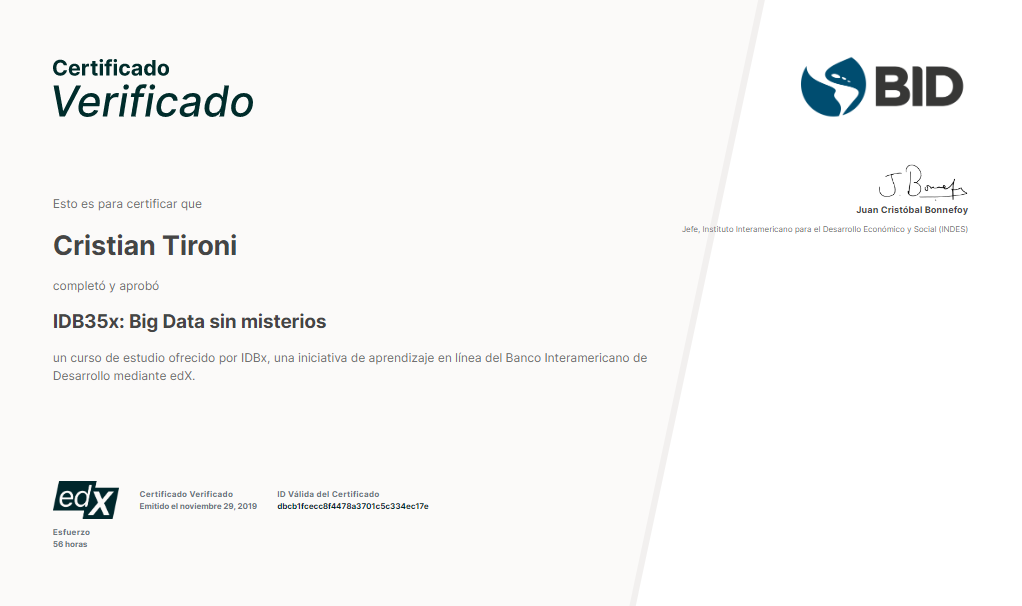 Certificado
Verificado
BID
J. Bonnefoy
Juan Cristóbal Bonnefoy
Jefe, Instituto Interamericano para el Desarrollo Económico y Social (INDES)
Esto es para certificar que
Cristian Tironi
completó y aprobó
IDB35x: Big Data sin misterios
un curso de estudio ofrecido por IDBx, una iniciativa de aprendizaje en línea del Banco Interamericano de
Desarrollo mediante edX.
edX
Certificado Verificado
Emitido el noviembre 29, 2019
ID Válida del Certificado
dbcb1fcecc8f4478a3701c5c334ec17e
Esfuerzo
56 horas